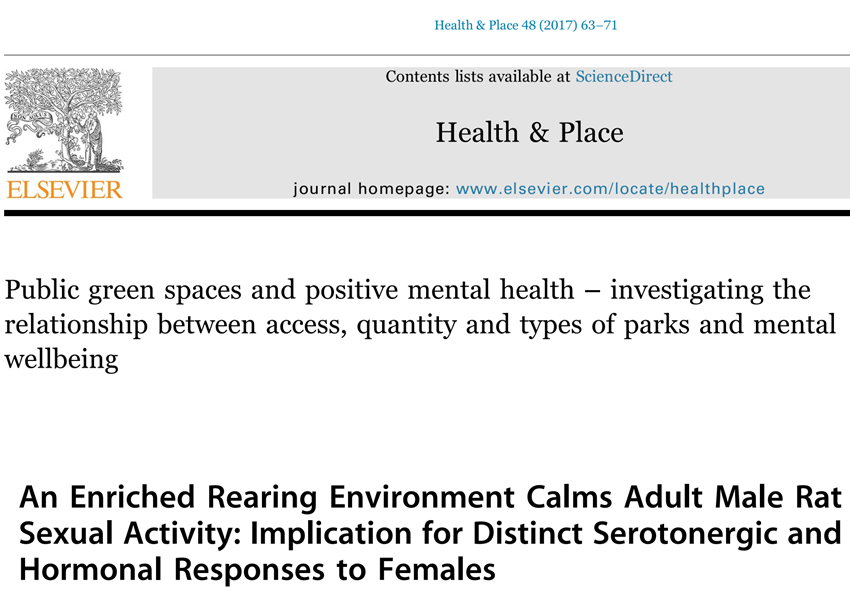 Health & Place 48 (2017) 63–71
Contents lists available at ScienceDirect
Health & Place
ELSEVIER
journal homepage: www.elsevier.com/locate/healthplace
Public green spaces and positive mental health – investigating the
relationship between access, quantity and types of parks and mental
wellbeing
An Enriched Rearing Environment Calms Adult Male Rat
Sexual Activity: Implication for Distinct Serotonergic and
Hormonal Responses to Females